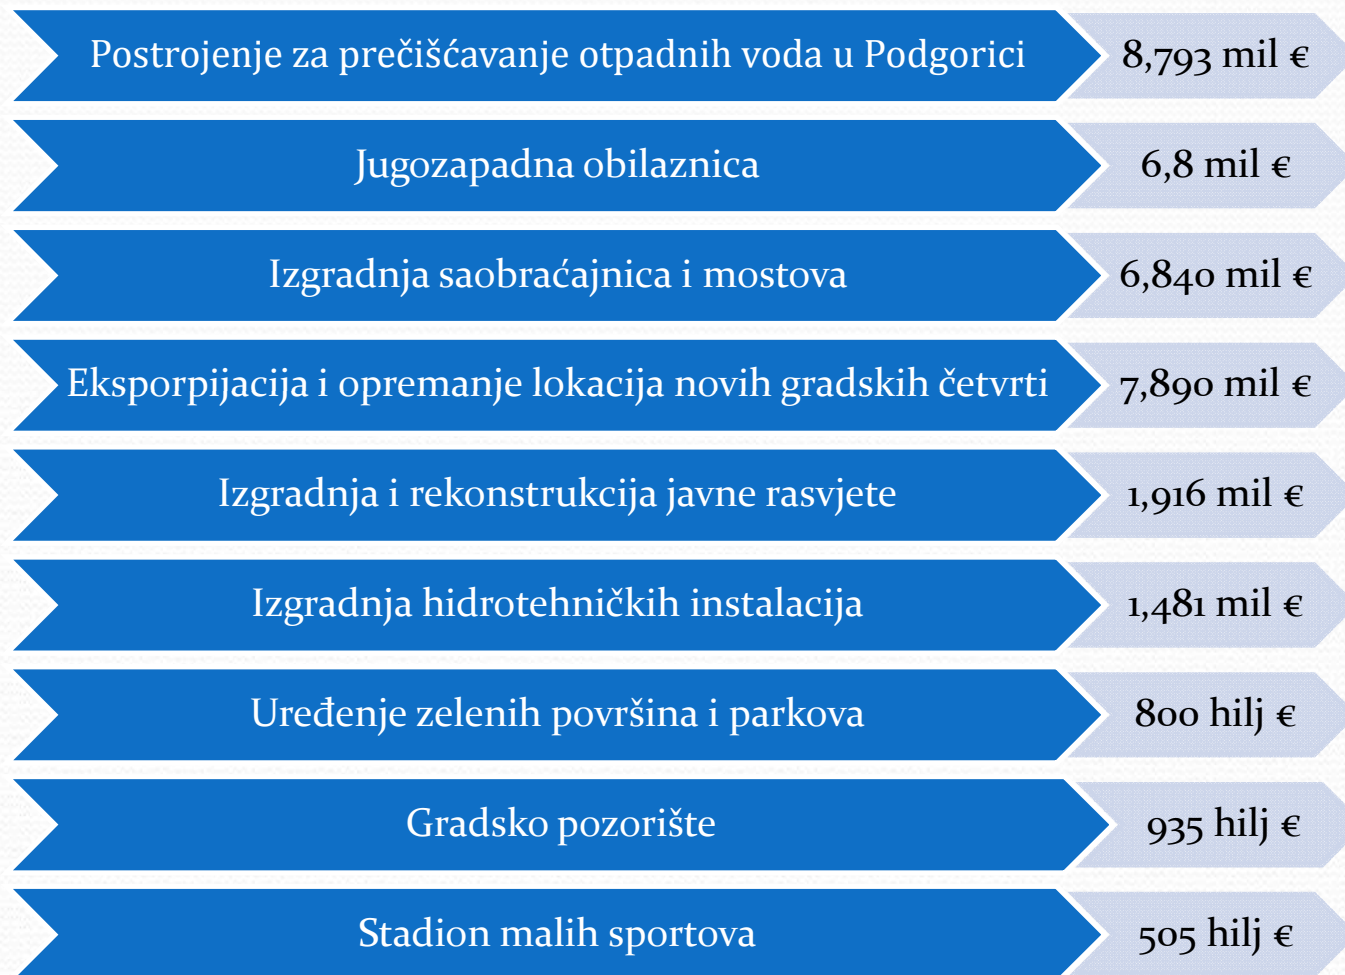 Postrojenje za prečišćavanje otpadnih voda u Podgorici 8,793 mil €
Jugozapadna obilaznica 6,8 mil €
Izgradnja saobraćajnica i mostova 6,840 mil €
Eksporpijacija i opremanje lokacija novih gradskih četvrti 7,890 mil €
Izgradnja i rekonstrukcija javne rasvjete 1,916 mil €
Izgradnja hidrotehničkih instalacija 1,481 mil €
Uređenje zelenih površina i parkova 800 hilj €
Gradsko pozorište 935 hilj €
Stadion malih sportova 505 hilj €